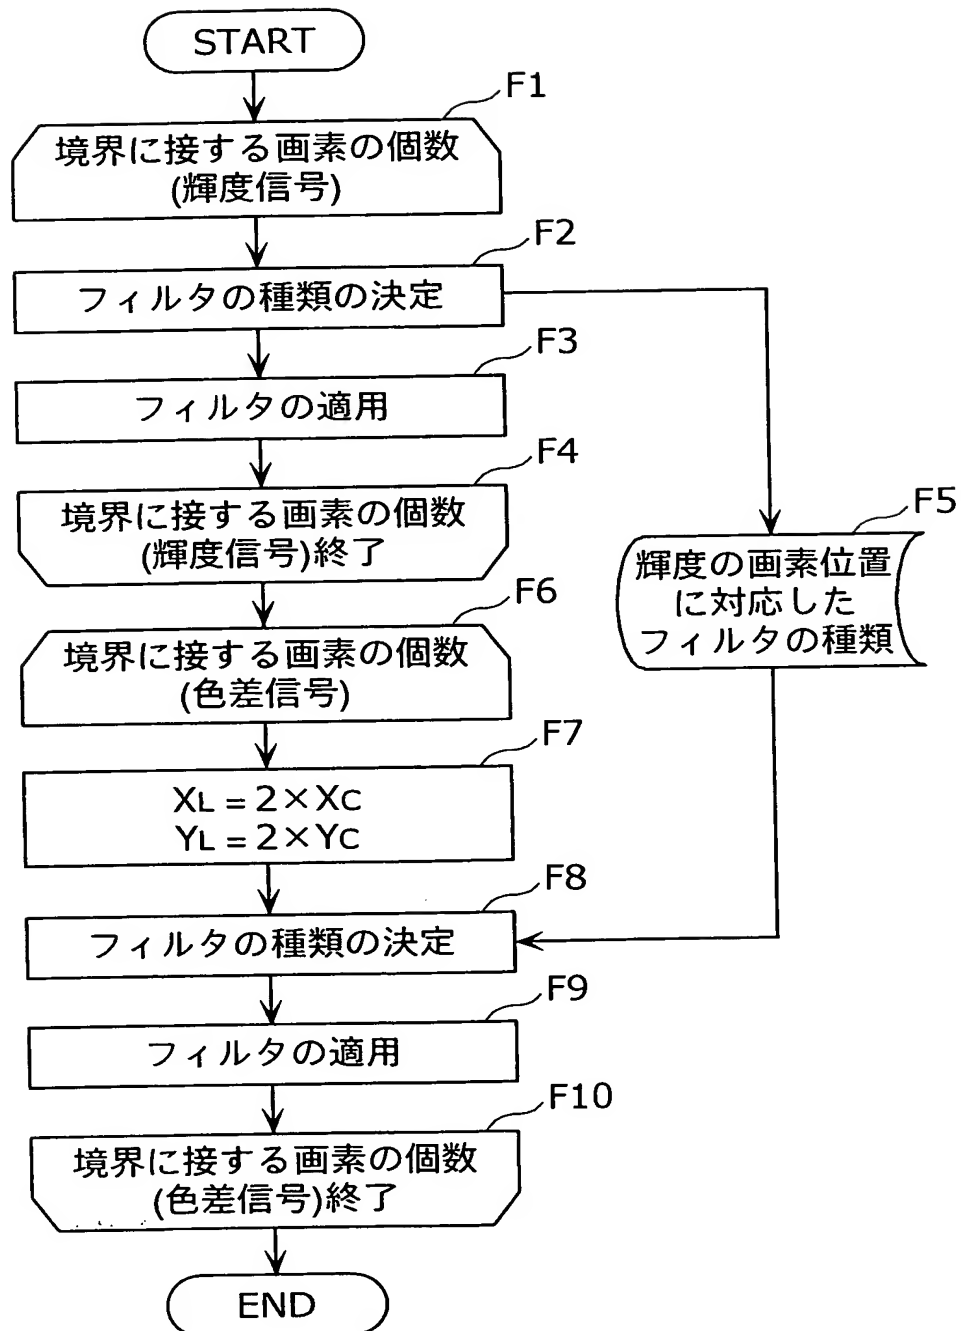 START
F1
境界に接する画素の個数
(輝度信号)
F2
フィルタの種類の決定
F3
フィルタの適用
F4
境界に接する画素の個数
(輝度信号)終了
F5
輝度の画素位置
に対応した
フィルタの種類
F6
境界に接する画素の個数
(色差信号)
F7
XL = 2×XC
YL = 2×YC
F8
フィルタの種類の決定
F9
フィルタの適用
F10
境界に接する画素の個数
(色差信号)終了
END